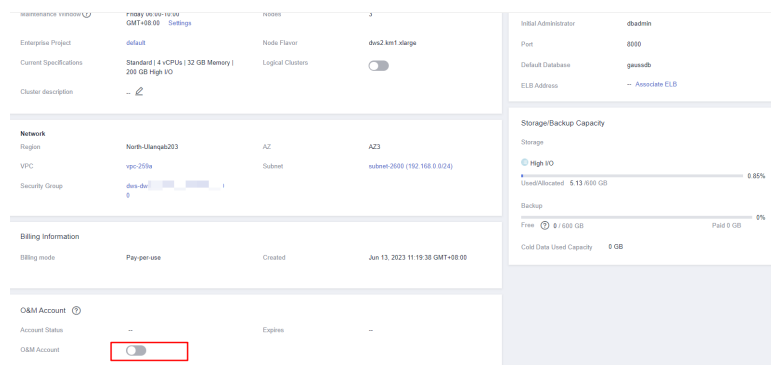 Maintenance Window Friday 06:00-10:00 Nodes 3
GMT+08:00 Settings
Enterprise Project default Node Flavor dws2.km1.xlarge
Current Specifications Standard | 4 vCPUs | 32 GB Memory | Logical Clusters
200 GB High I/O
Cluster description --
Network
Region North-Ulanqab203 AZ AZ3
VPC vpc-259a Subnet subnet-2600 (192.168.0.0/24)
Security Group dws-dw
0
Billing Information
Billing mode Pay-per-use Created Jun 13, 2023 11:19:38 GMT+08:00
O&M Account ?
Account Status -- Expires --
O&M Account
Initial Administrator dbadmin
Port 8000
Default Database gaussdb
ELB Address -- Associate ELB
Storage/Backup Capacity
Storage
High I/O
0.85%
Used/Allocated 5.13 /600 GB
Backup
0%
Free ? 0 / 600 GB Paid 0 GB
Cold Data Used Capacity 0 GB